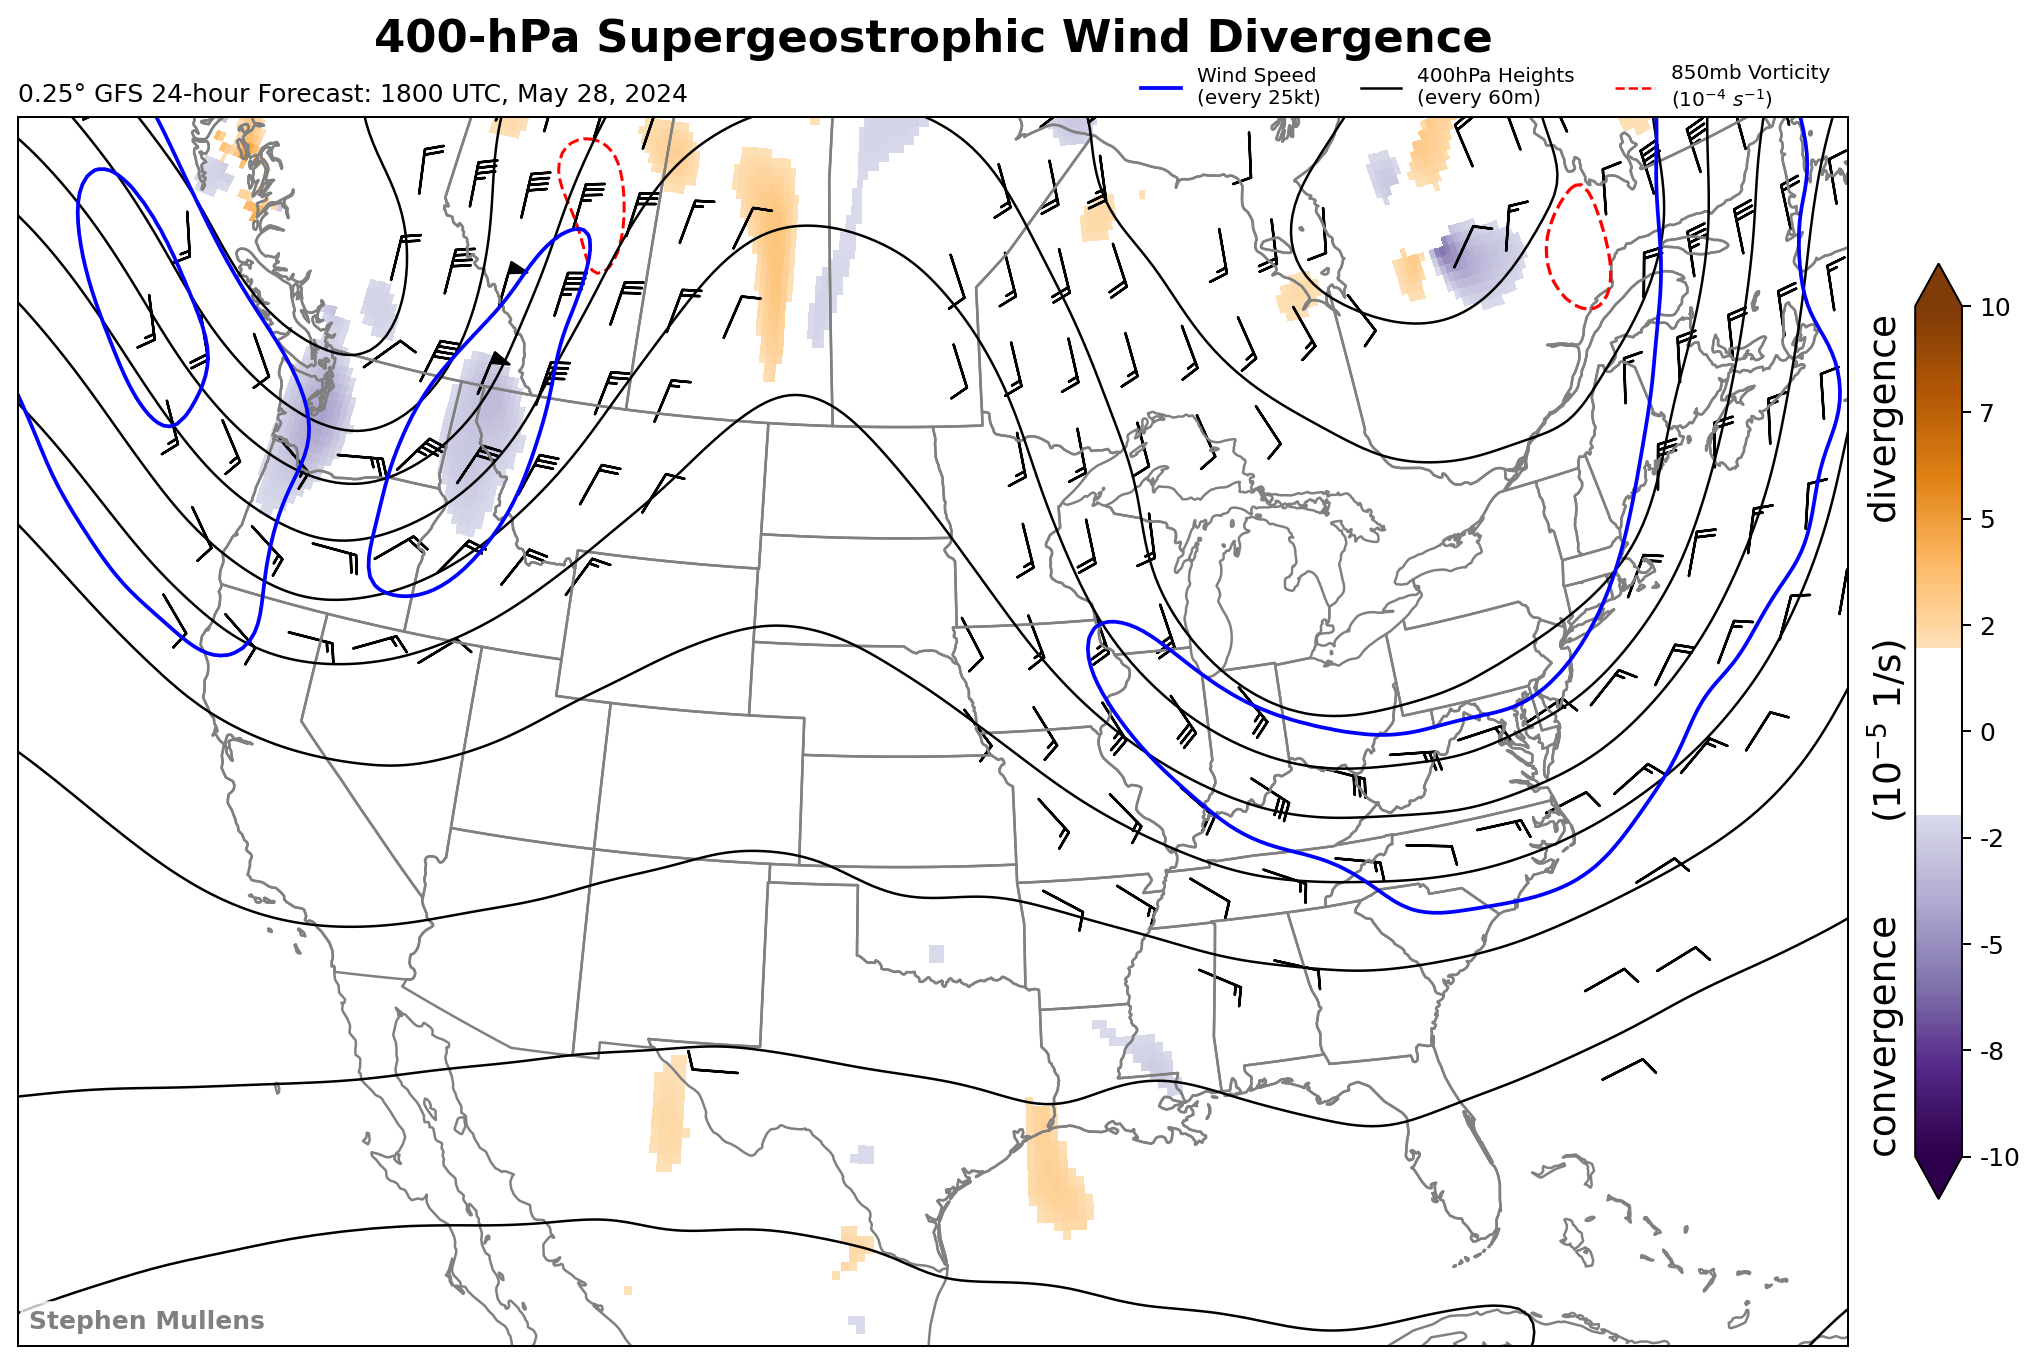 400-hPa Supergeostrophic Wind Divergence
0.25° GFS 24-hour Forecast: 1800 UTC, May 28, 2024
Wind Speed
(every 25kt)
400hPa Heights
(every 60m)
850mb Vorticity
(10⁻⁴ s⁻¹)
10
7
5
2
0
-2
-5
-8
-10
convergence (10⁻⁵ 1/s) divergence
Stephen Mullens